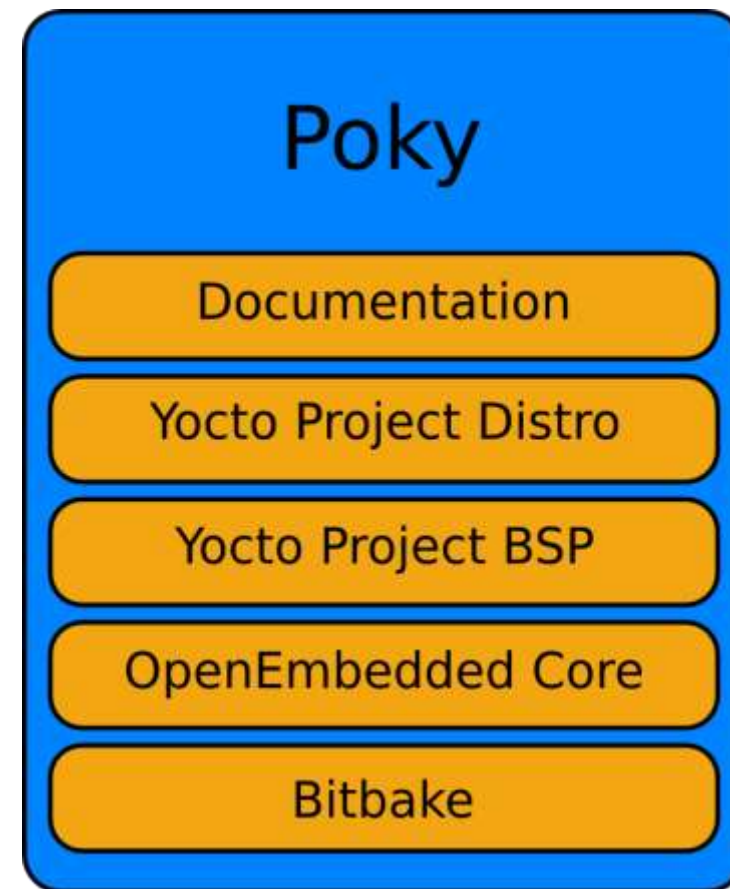 Poky
Documentation
Yocto Project Distro
Yocto Project BSP
OpenEmbedded Core
Bitbake